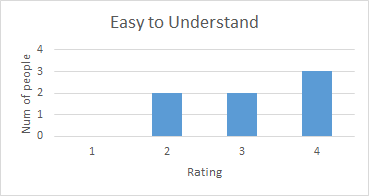 Easy to Understand
Num of people
4
3
2
1
0
1 2 3 4
Rating